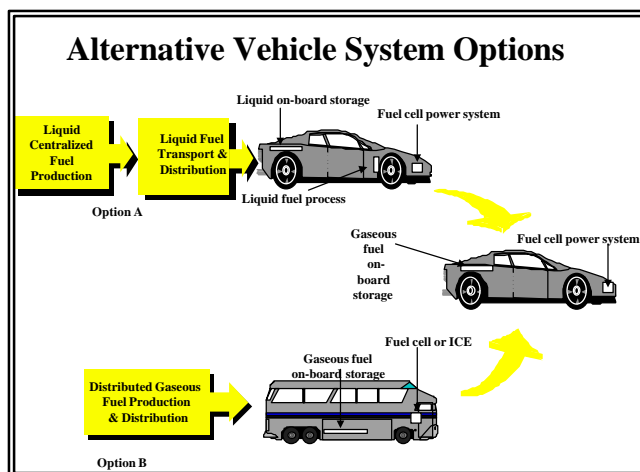 Alternative Vehicle System Options
Liquid on-board storage
Fuel cell power system
Liquid
Centralized
Fuel
Production
Liquid Fuel
Transport &
Distribution
Liquid fuel process
Option A
Gaseous
fuel
on-
board
storage
Fuel cell power system
Fuel cell or ICE
Gaseous fuel
on-board storage
Distributed Gaseous
Fuel Production
& Distribution
Option B